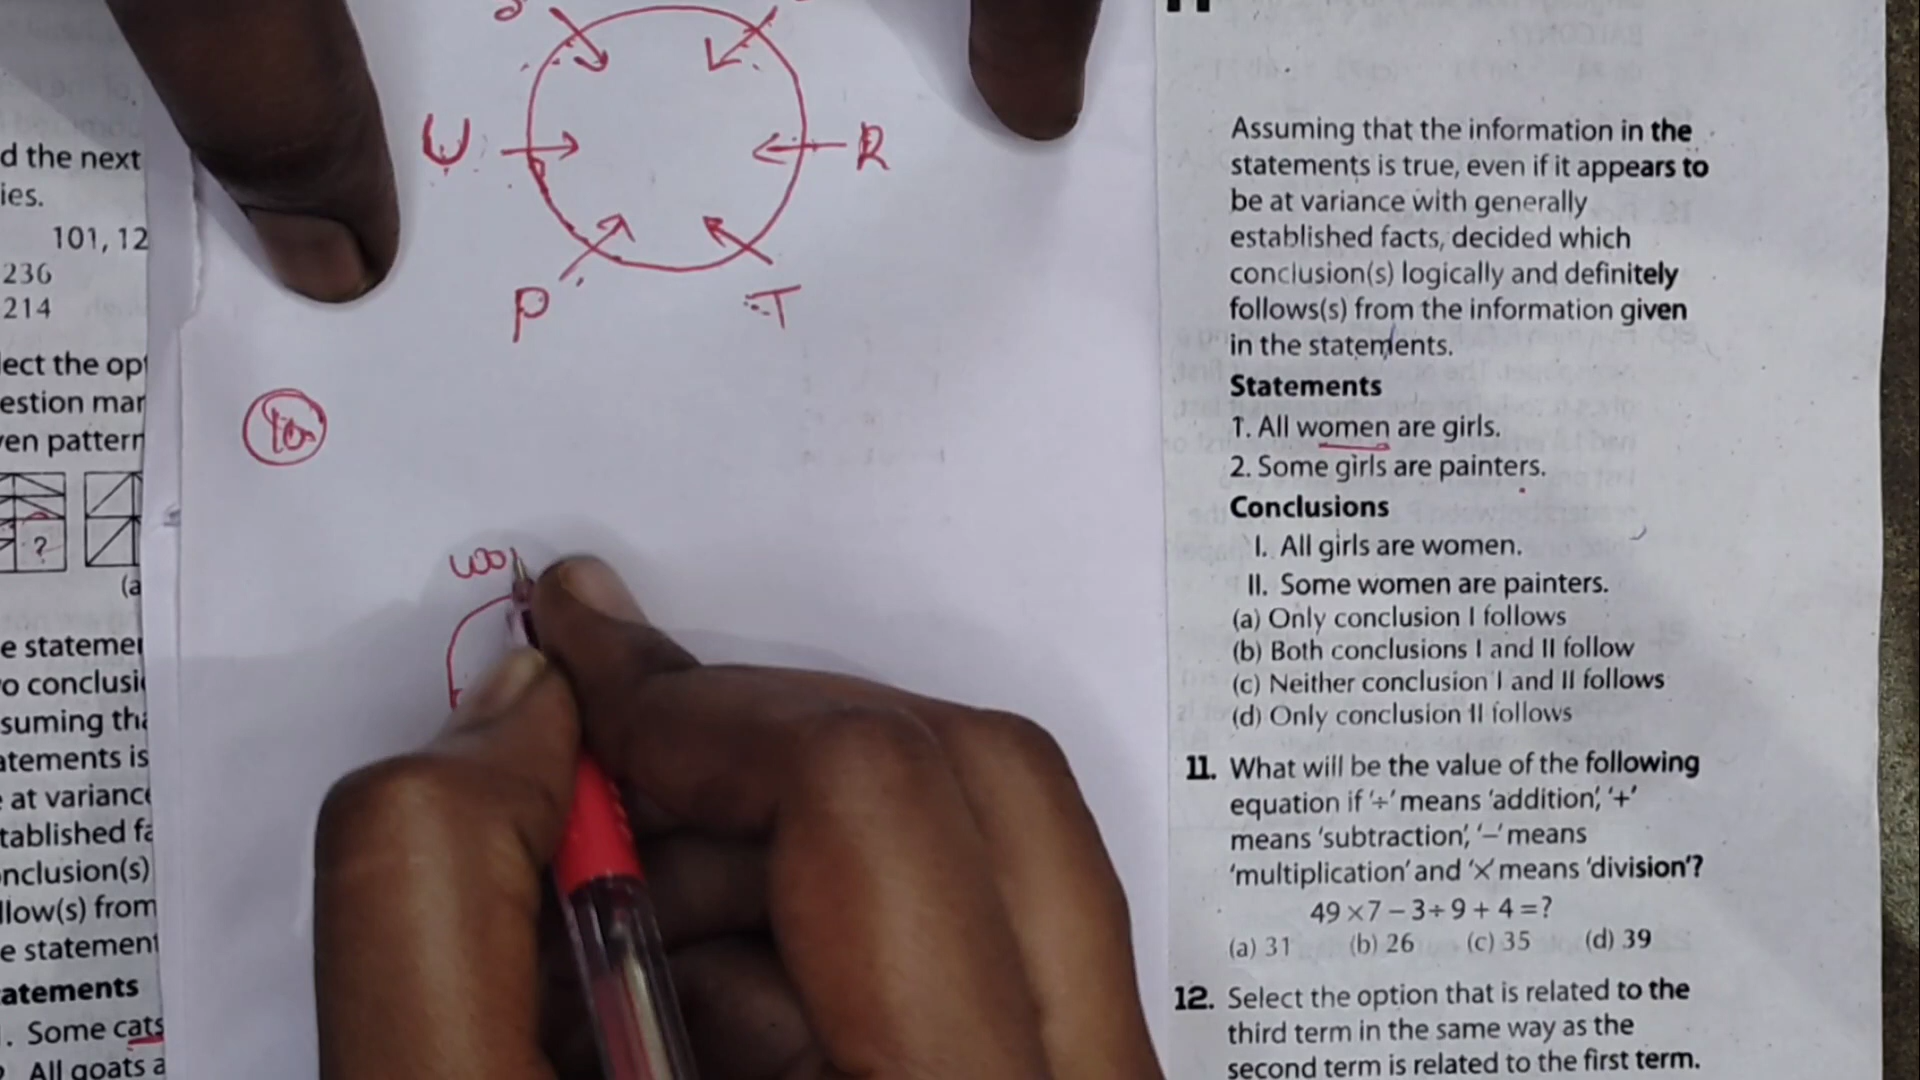 d the next
ies.
101, 12
236
214
lect the opt
estion mar
ven pattern
?
(a
e statemen
o conclusi
suming tha
atements is
at variance
tablished fa
nclusion(s)
llow(s) from
e statement
atements
. Some cats
All goats a
U
R
P
T
10
wo
Assuming that the information in the
statements is true, even if it appears to
be at variance with generally
established facts, decided which
conclusion(s) logically and definitely
follows(s) from the information given
in the statements.
Statements
1. All women are girls.
2. Some girls are painters.
Conclusions
I. All girls are women.
II. Some women are painters.
(a) Only conclusion I follows
(b) Both conclusions I and II follow
(c) Neither conclusion I and II follows
(d) Only conclusion II follows
11. What will be the value of the following
equation if ‘÷’ means ‘addition’, ‘+’
means ‘subtraction’, ‘–’ means
‘multiplication’ and ‘×’ means ‘division’?
49 × 7 – 3 ÷ 9 + 4 = ?
(a) 31 (b) 26 (c) 35 (d) 39
12. Select the option that is related to the
third term in the same way as the
second term is related to the first term.